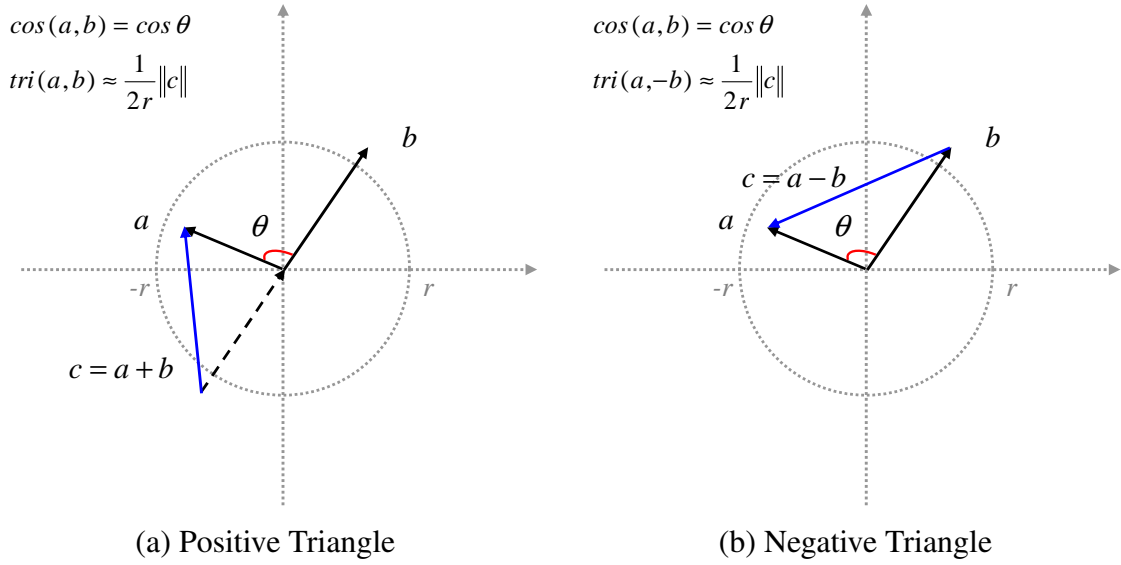 cos(a,b) = cos θ
tri(a,b) ≈ 1/2r ||c||
b
a
θ
-r
r
c = a + b
(a) Positive Triangle
cos(a,b) = cos θ
tri(a,-b) ≈ 1/2r ||c||
b
c = a - b
a
θ
-r
r
(b) Negative Triangle